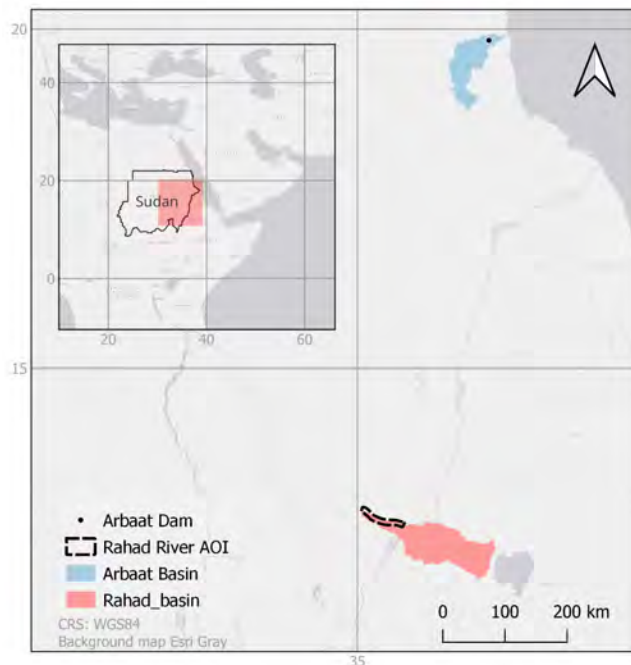 20
40
20
Sudan
0
20
40
60
15
Arbaat Dam
Rahad River AOI
Arbaat Basin
Rahad_basin
CRS: WGS84
Background map Esri Gray
0 100 200 km
35